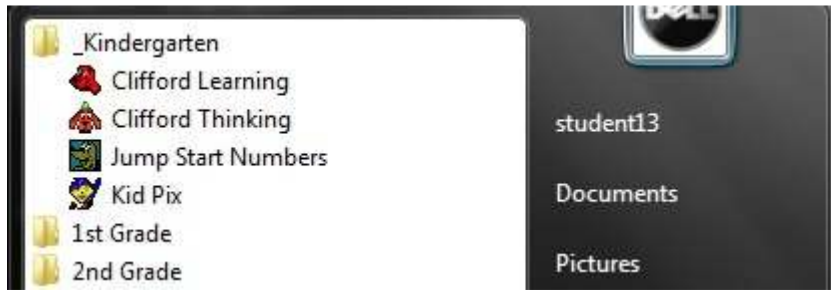 _Kindergarten
Clifford Learning
Clifford Thinking
Jump Start Numbers
Kid Pix
1st Grade
2nd Grade
DELL
student13
Documents
Pictures